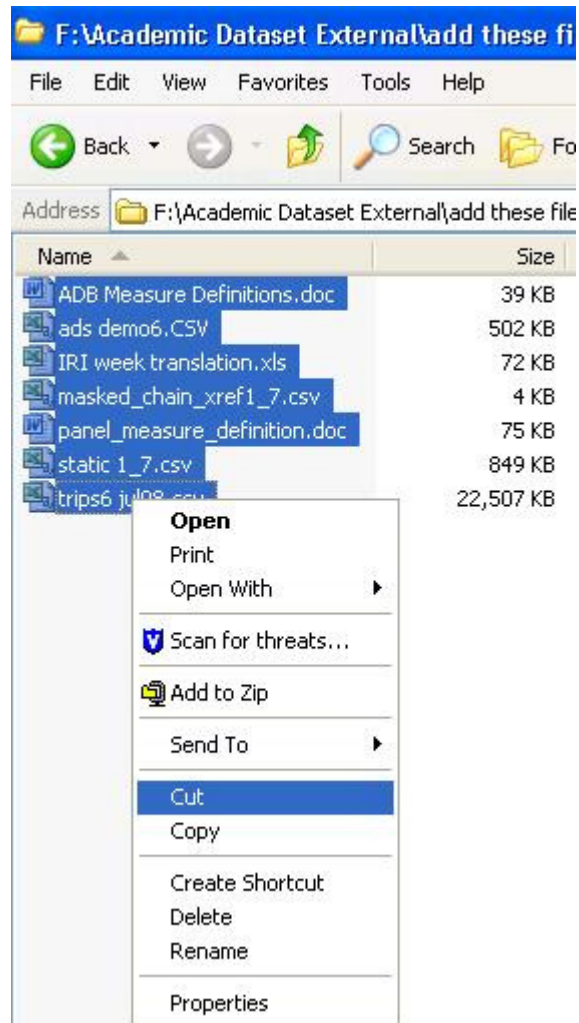 F:\Academic Dataset External\add these fi
File Edit View Favorites Tools Help
Back Search Fo
Address F:\Academic Dataset External\add these file
Name Size
ADB Measure Definitions.doc 39 KB
ads demo6.CSV 502 KB
IRI week translation.xls 72 KB
masked_chain_xref1_7.csv 4 KB
panel_measure_definition.doc 75 KB
static 1_7.csv 849 KB
trips6 jul08.csv 22,507 KB
Open
Print
Open With
Scan for threats...
Add to Zip
Send To
Cut
Copy
Create Shortcut
Delete
Rename
Properties